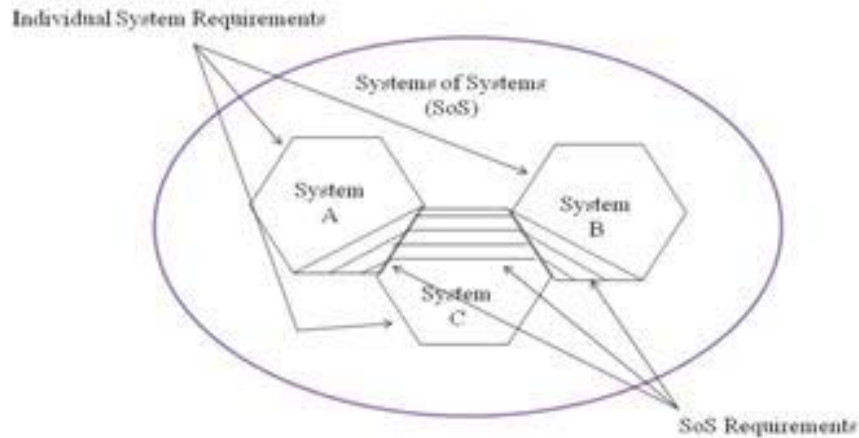 Individual System Requirements
Systems of Systems
(SoS)
System
A
System
B
System
C
SoS Requirements